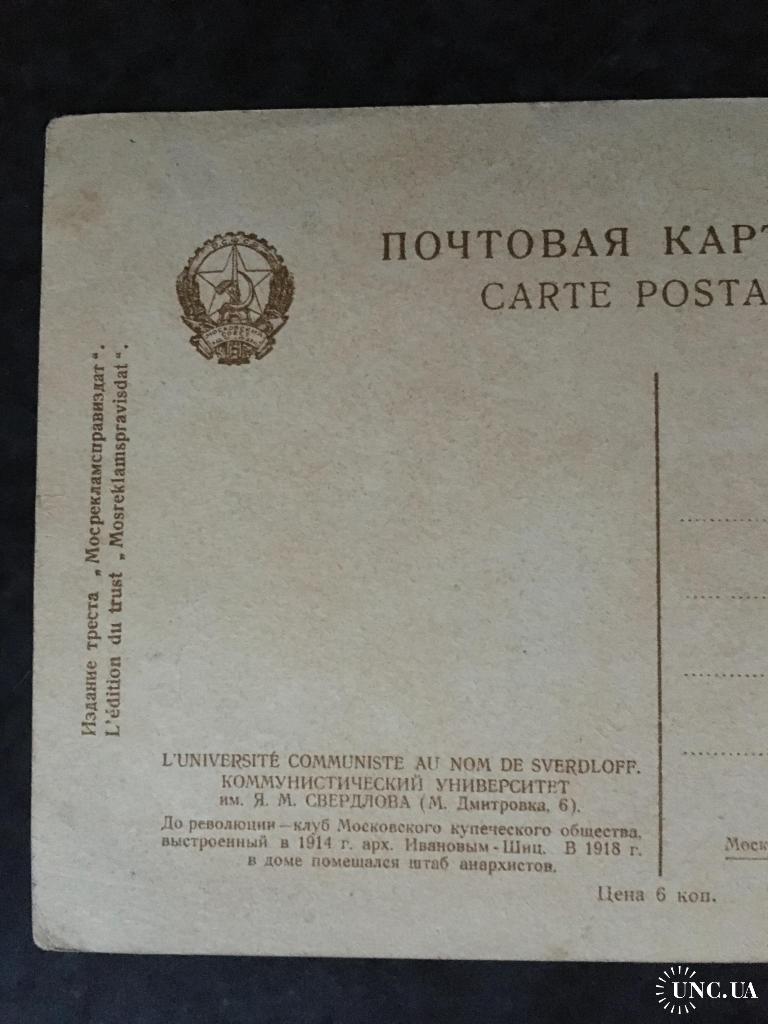 ПОЧТОВАЯ КАРТ
CARTE POSTA
Издание треста „Мосрекламсправиздат“.
L'édition du trust „Mosreklamspravisdat“.
L'UNIVERSITÉ COMMUNISTE AU NOM DE SVERDLOFF.
КОММУНИСТИЧЕСКИЙ УНИВЕРСИТЕТ
им. Я. М. СВЕРДЛОВА (М. Дмитровка, 6).
До революции—клуб Московского купеческого общества,
выстроенный в 1914 г. арх. Ивановым-Шиц. В 1918 г.
в доме помещался штаб анархистов.
Моск
Цена 6 коп.
UNC.UA